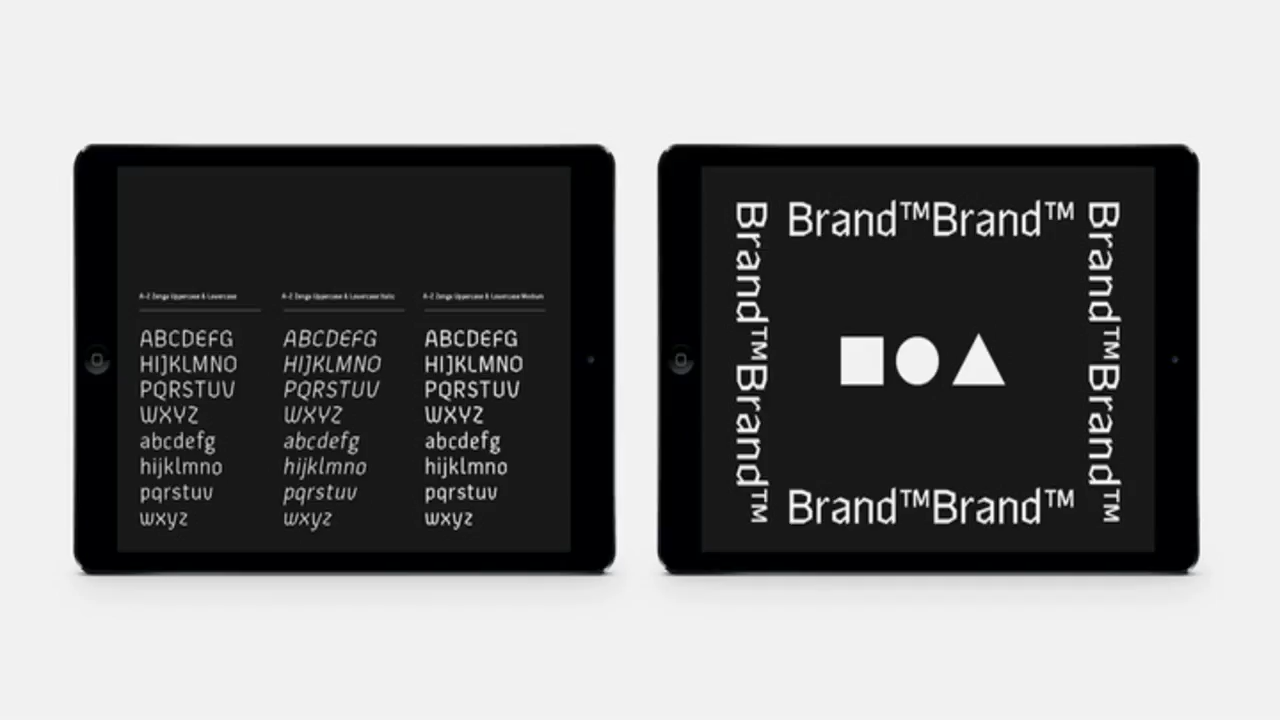 A-Z Zenga Uppercase & Lowercase
ABCDEFG
HIJKLMNO
PQRSTUV
WXYZ
abcdefg
hijklmno
pqrstuv
wxyz
A-Z Zenga Uppercase & Lowercase Italic
ABCDEFG
HIJKLMNO
PQRSTUV
WXYZ
abcdefg
hijklmno
pqrstuv
wxyz
A-Z Zenga Uppercase & Lowercase Medium
ABCDEFG
HIJKLMNO
PQRSTUV
WXYZ
abcdefg
hijklmno
pqrstuv
wxyz
Brand™Brand™
Brand™Brand™
Brand™Brand™
Brand™Brand™